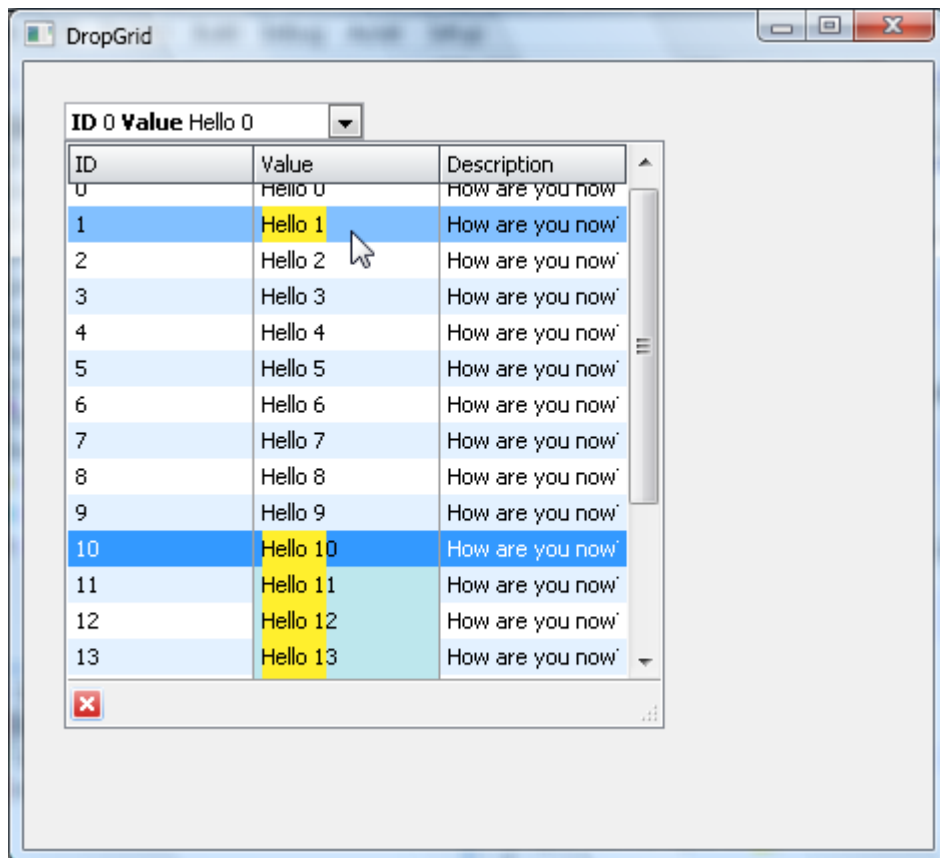 DropGrid
ID 0 Value Hello 0
ID Value Description
0 Hello 0 How are you now
1 Hello 1 How are you now
2 Hello 2 How are you now
3 Hello 3 How are you now
4 Hello 4 How are you now
5 Hello 5 How are you now
6 Hello 6 How are you now
7 Hello 7 How are you now
8 Hello 8 How are you now
9 Hello 9 How are you now
10 Hello 10 How are you now
11 Hello 11 How are you now
12 Hello 12 How are you now
13 Hello 13 How are you now